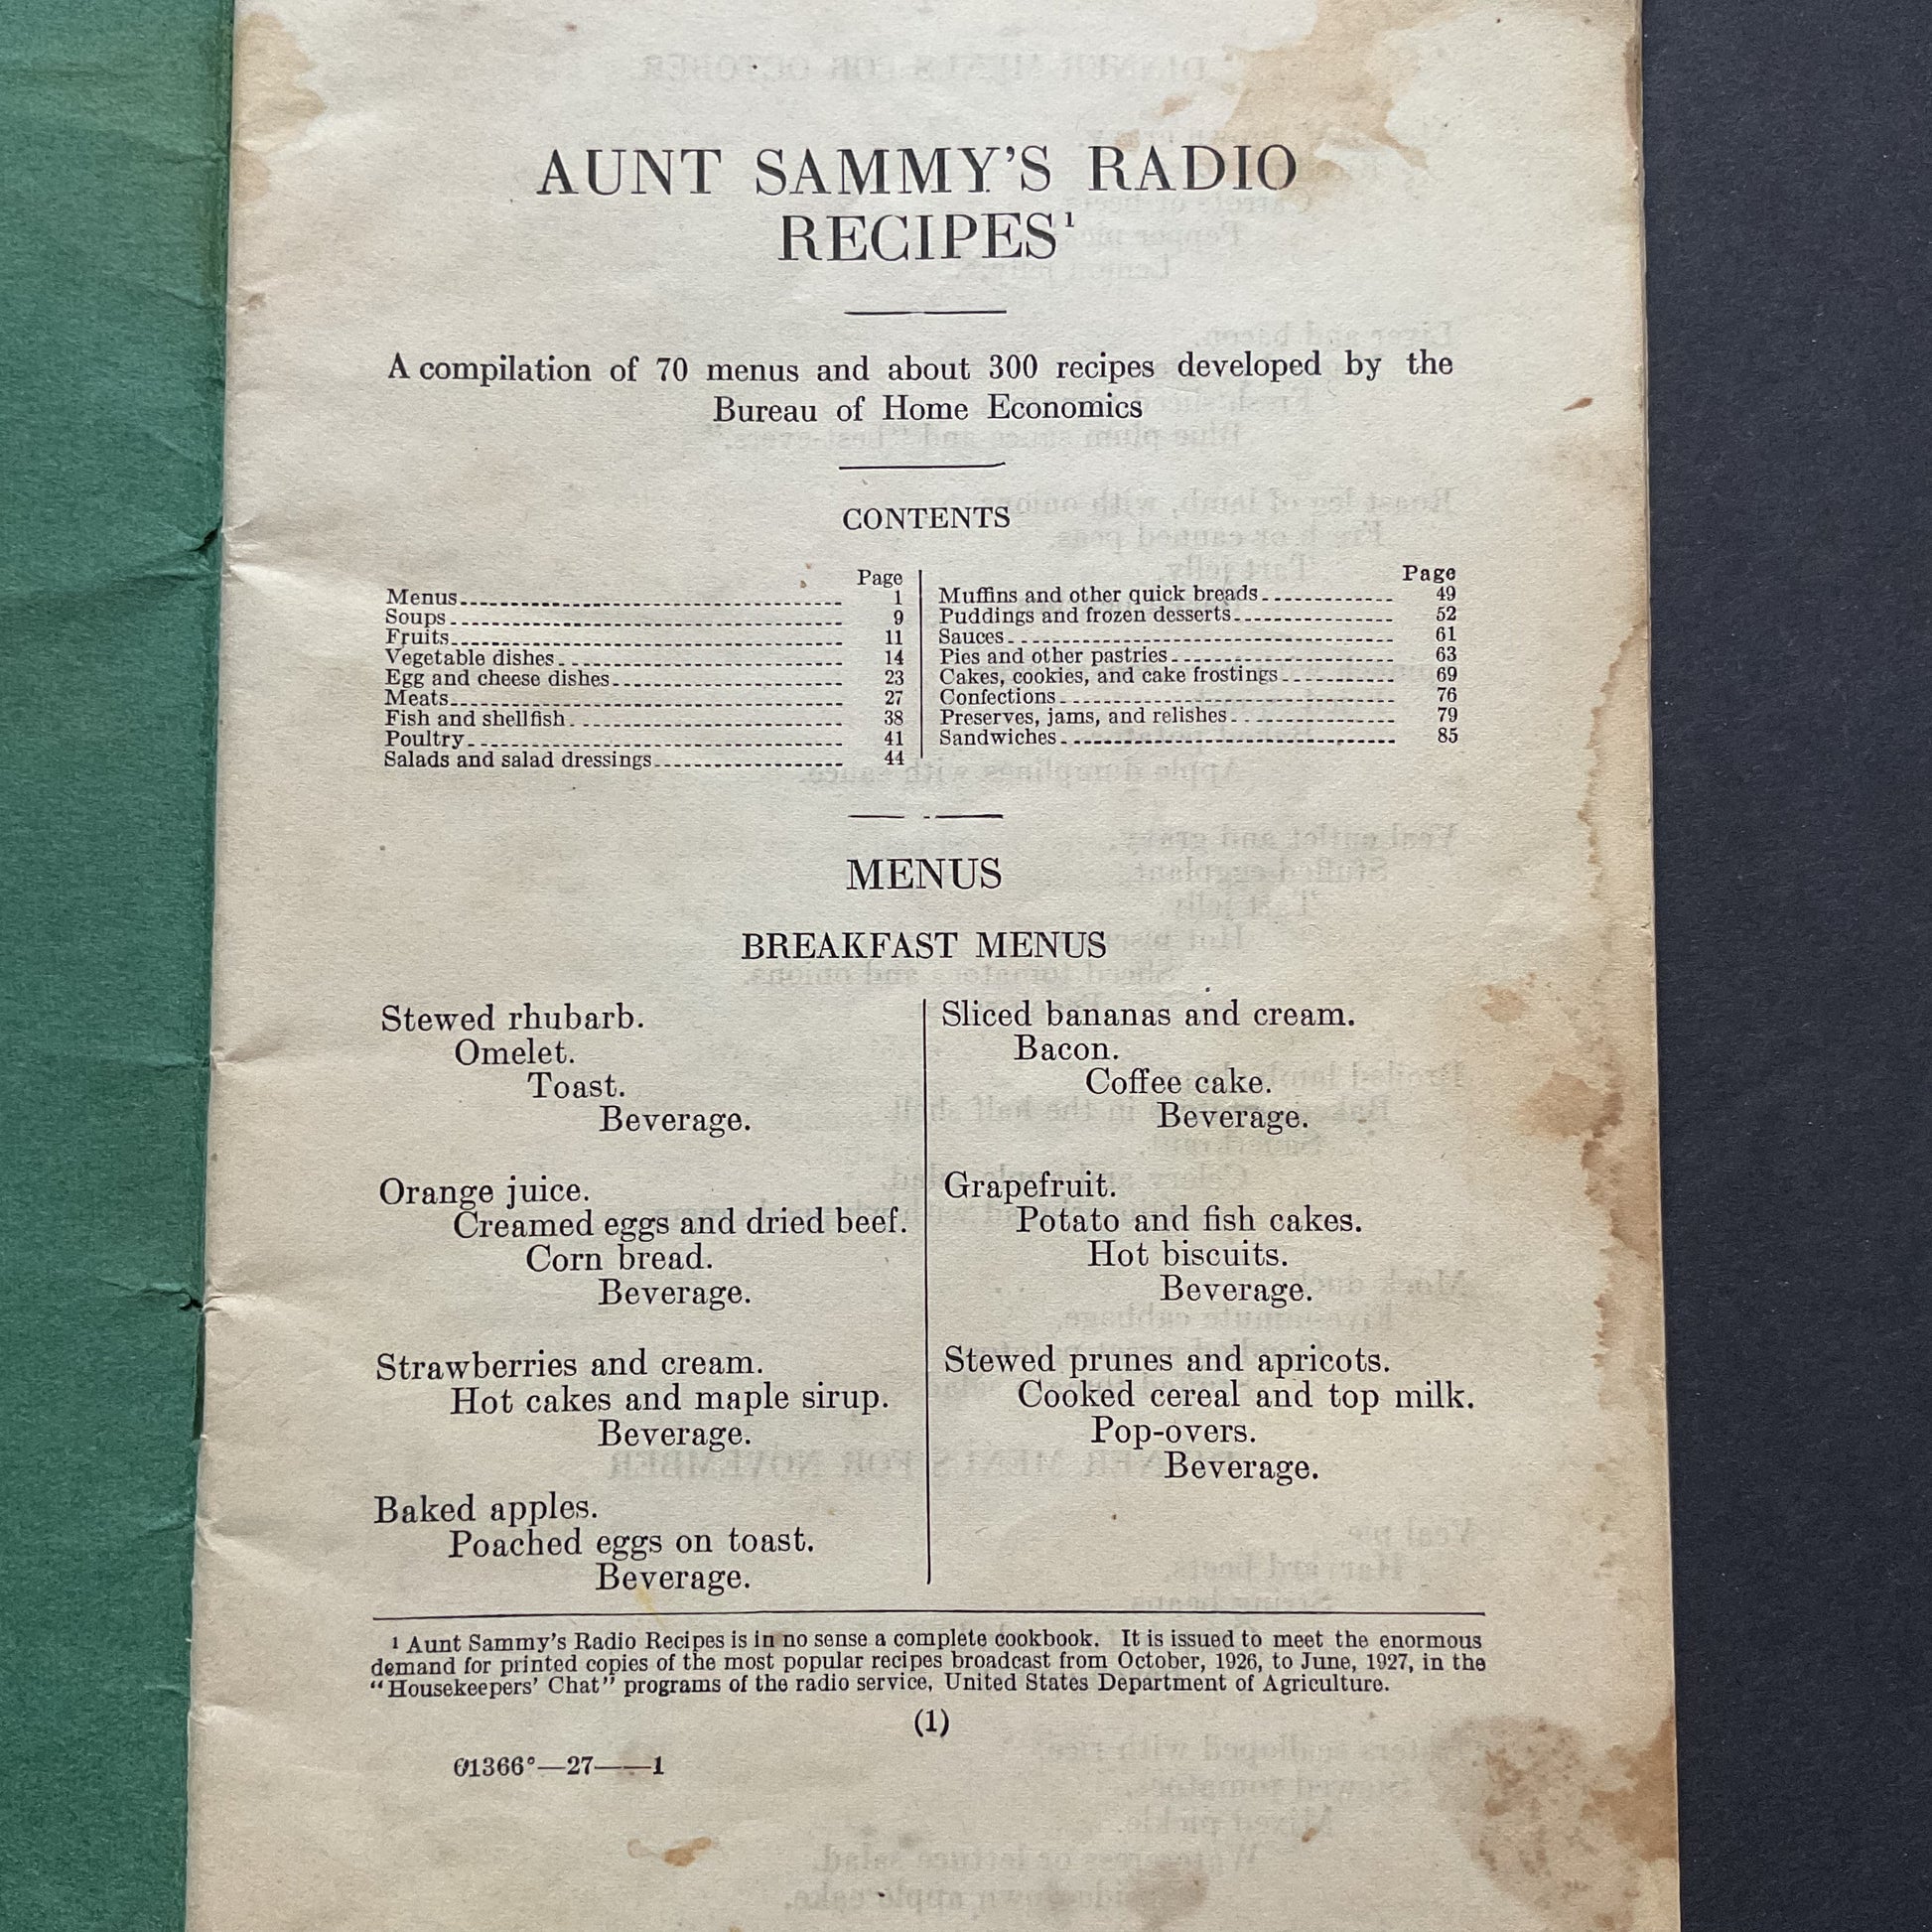 AUNT SAMMY'S RADIO
RECIPES¹
A compilation of 70 menus and about 300 recipes developed by the
Bureau of Home Economics
CONTENTS
Page
Menus 1
Soups 9
Fruits 11
Vegetable dishes 14
Egg and cheese dishes 23
Meats 27
Fish and shellfish 38
Poultry 41
Salads and salad dressings 44
Page
Muffins and other quick breads 49
Puddings and frozen desserts 52
Sauces 61
Pies and other pastries 63
Cakes, cookies, and cake frostings 69
Confections 76
Preserves, jams, and relishes 79
Sandwiches 85
MENUS
BREAKFAST MENUS
Stewed rhubarb.
Omelet.
Toast.
Beverage.
Orange juice.
Creamed eggs and dried beef.
Corn bread.
Beverage.
Strawberries and cream.
Hot cakes and maple sirup.
Beverage.
Baked apples.
Poached eggs on toast.
Beverage.
Sliced bananas and cream.
Bacon.
Coffee cake.
Beverage.
Grapefruit.
Potato and fish cakes.
Hot biscuits.
Beverage.
Stewed prunes and apricots.
Cooked cereal and top milk.
Pop-overs.
Beverage.
¹ Aunt Sammy's Radio Recipes is in no sense a complete cookbook. It is issued to meet the enormous
demand for printed copies of the most popular recipes broadcast from October, 1926, to June, 1927, in the
"Housekeepers' Chat" programs of the radio service, United States Department of Agriculture.
(1)
61366°—27——1